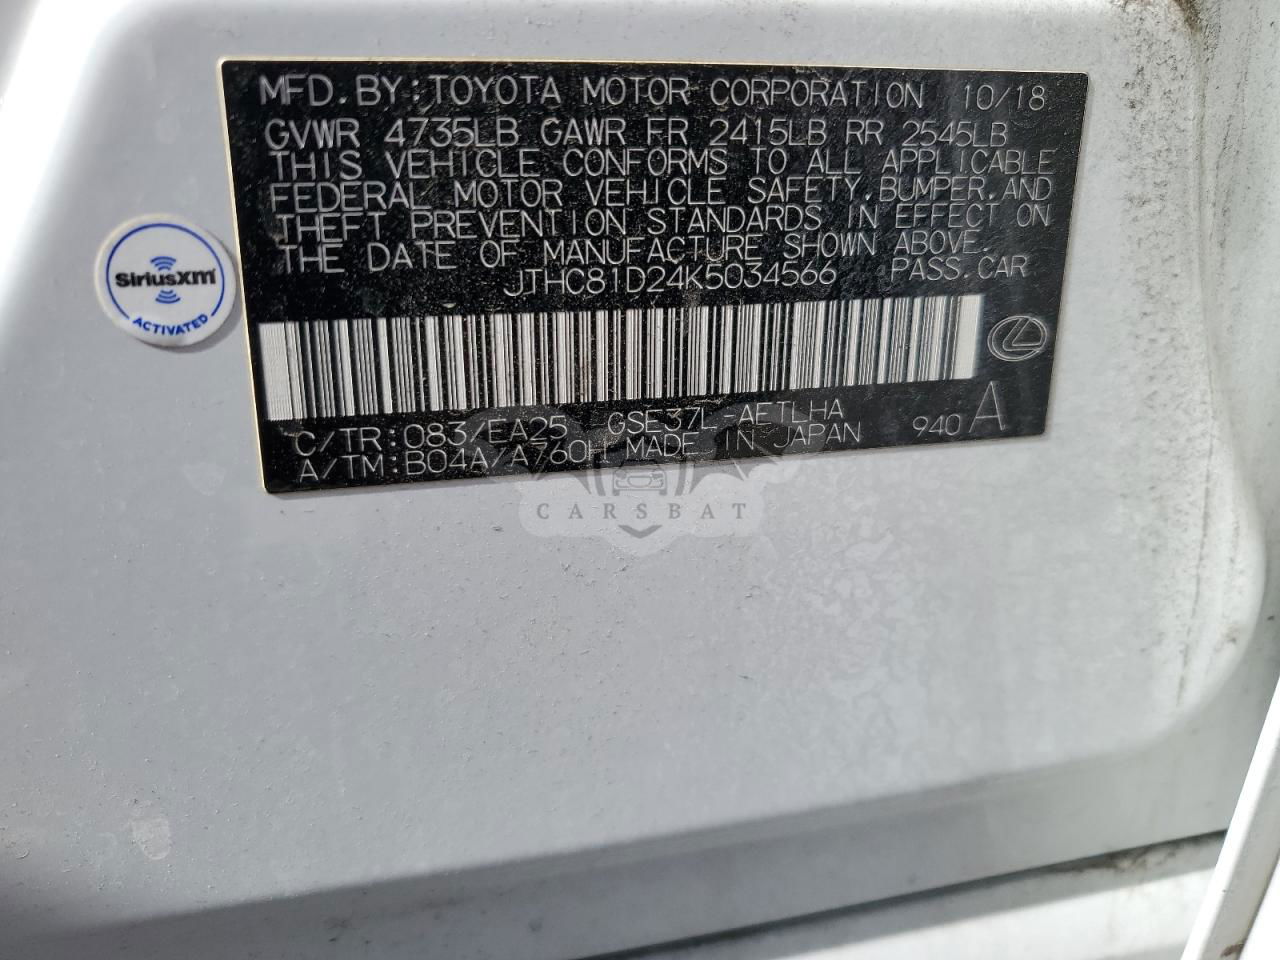 MFD.BY:TOYOTA MOTOR CORPORATION 10/18
GVWR 4735LB GAWR FR 2415LB RR 2545LB
THIS VEHICLE CONFORMS TO ALL APPLICABLE
FEDERAL MOTOR VEHICLE SAFETY,BUMPER,AND
THEFT PREVENTION STANDARDS IN EFFECT ON
THE DATE OF MANUFACTURE SHOWN ABOVE.
JTHC81D24K5034566 PASS.CAR
SiriusXM
ACTIVATED
C/TR:083/EA25 GSE37L-AETLHA 940 A
A/TM:B04A/A760H MADE IN JAPAN
CARSBAT